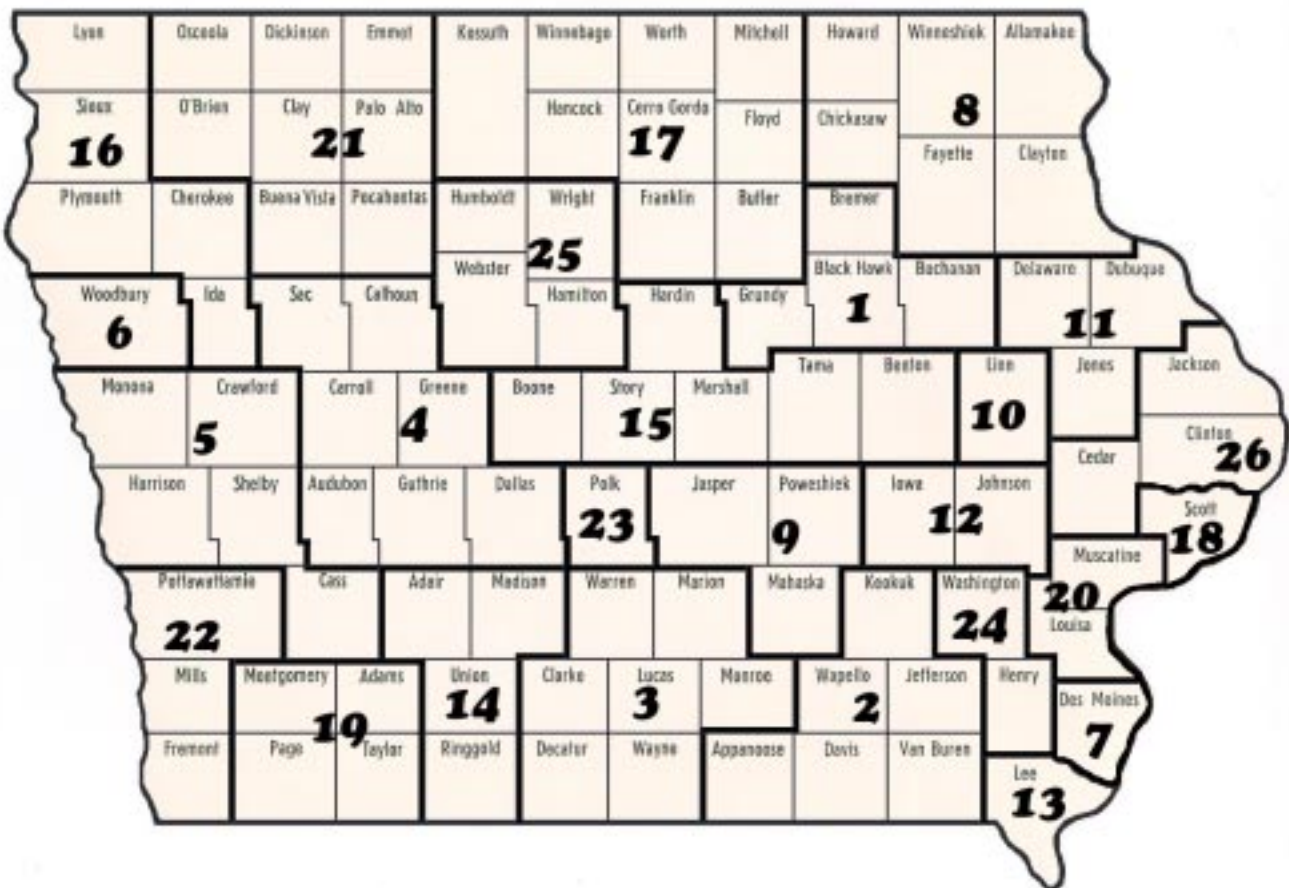 Lyon Osceola Dickinson Emmet Kossuth Winnebago Worth Mitchell Howard Winneshiek Allamakee
Sioux O'Brien Clay Palo Alto Hancock Cerro Gordo Floyd Chickasaw
16 21 17 8
Fayette Clayton
Plymouth Cherokee Buena Vista Pocahontas Humboldt Wright Franklin Butler Bremer
25
Webster Black Hawk Buchanan Delaware Dubuque
Woodbury Ida Sac Calhoun Hamilton Hardin Grundy
6 1 11
Tama Benton Linn Jones Jackson
Monona Crawford Carroll Greene Boone Story Marshall
5 4 15 10
Clinton
26
Cedar
Harrison Shelby Audubon Guthrie Dallas Polk Jasper Poweshiek Iowa Johnson
23 9 12
Scott
18
Muscatine
Pottawattamie Cass Adair Madison Warren Marion Mahaska Kookuk Washington
22 24 20
Louisa
Mills Montgomery Adams Union Clarke Lucas Monroe Wapello Jefferson Henry
19 14 3 2
Des Moines
7
Fremont Page Taylor Ringgold Decatur Wayne Appanoose Davis Van Buren
Lee
13